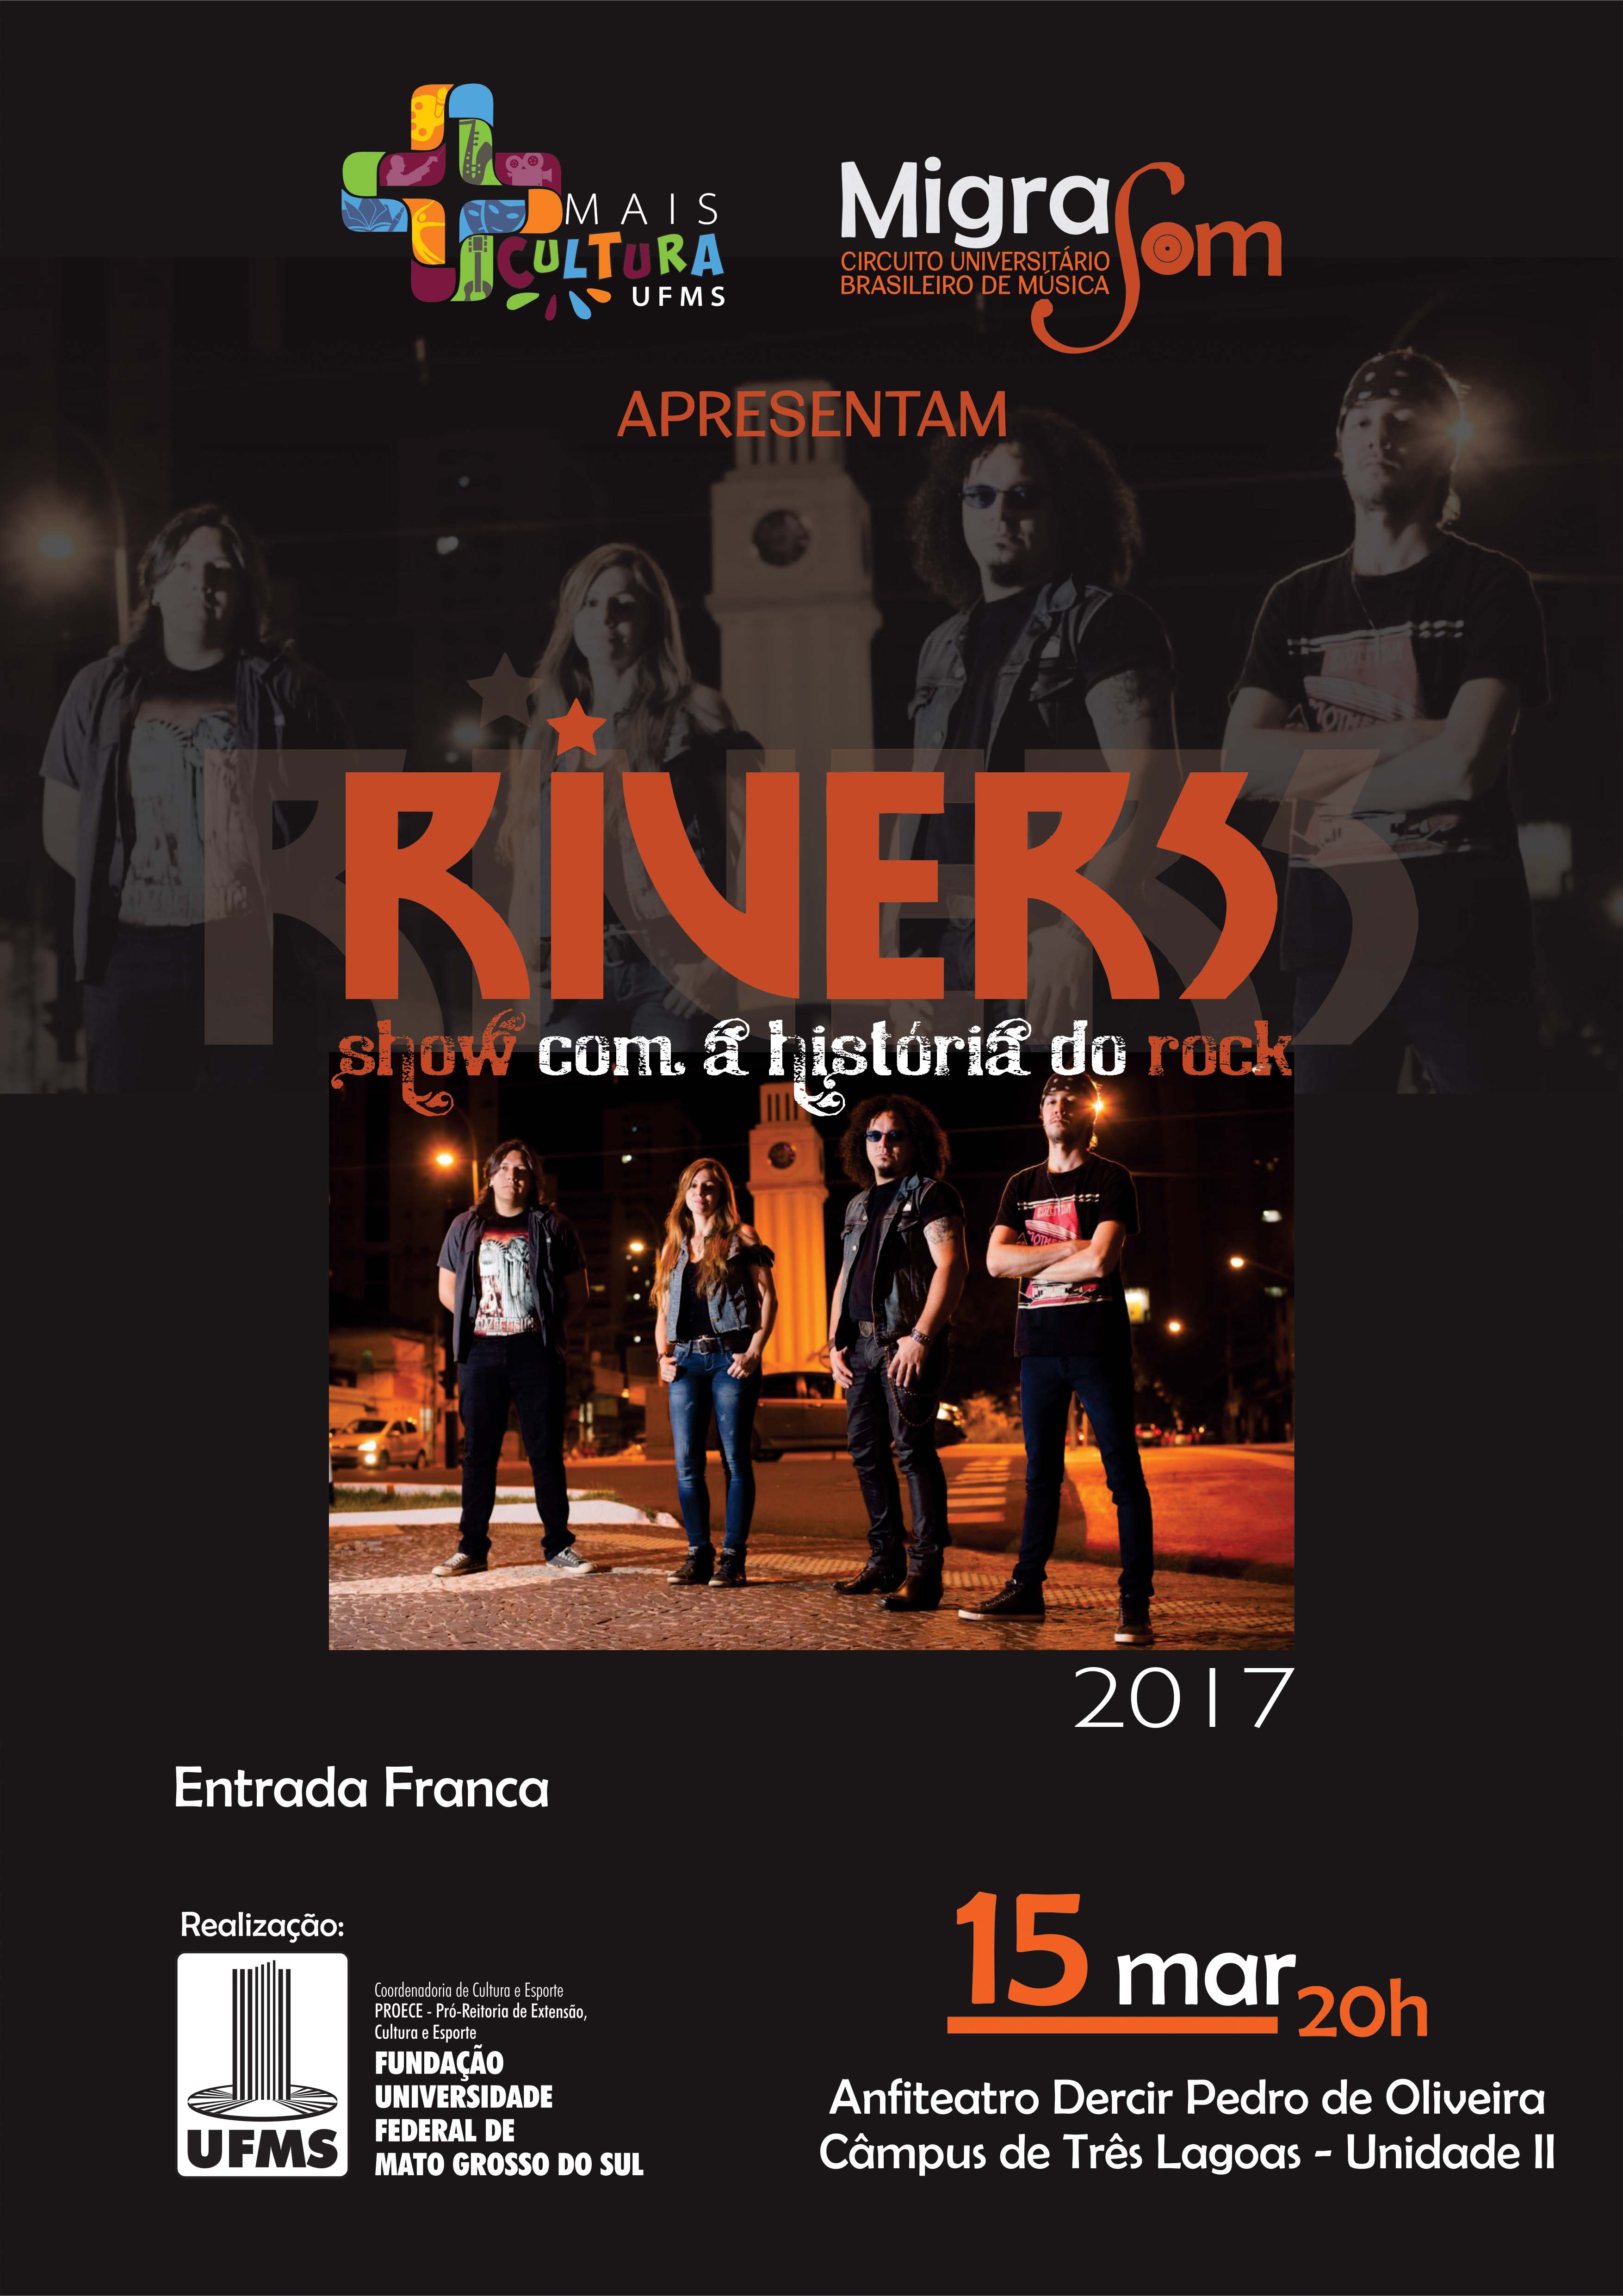 MAIS
CULTURA
UFMS
MigraSom
CIRCUITO UNIVERSITÁRIO
BRASILEIRO DE MÚSICA
APRESENTAM
RIVERS
show com a história do rock
2017
Entrada Franca
Realização:
UFMS
Coordenadoria de Cultura e Esporte
PROECE - Pró-Reitoria de Extensão,
Cultura e Esporte
FUNDAÇÃO
UNIVERSIDADE
FEDERAL DE
MATO GROSSO DO SUL
15 mar 20h
Anfiteatro Dercir Pedro de Oliveira
Câmpus de Três Lagoas - Unidade II